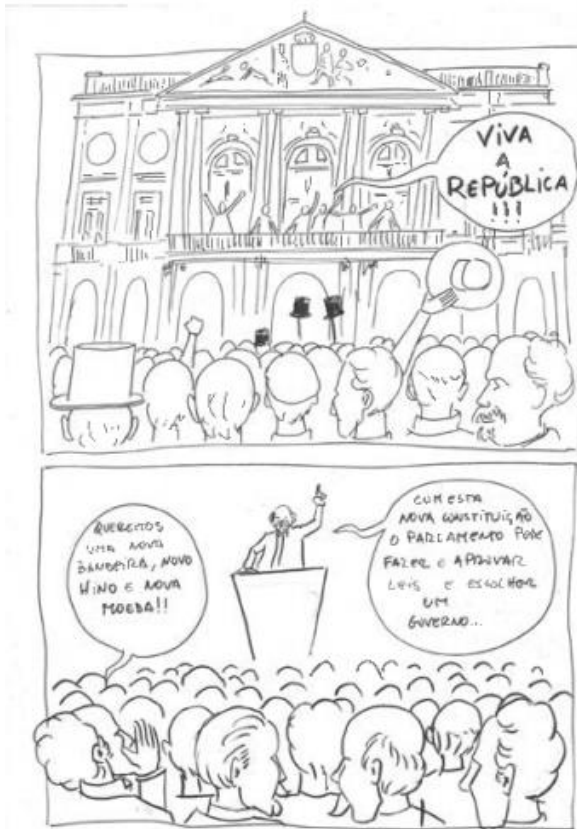 VIVA
A
REPÚBLICA
!!!
QUEREMOS
UMA NOVA
BANDEIRA, NOVO
HINO E NOVA
MOEDA!!
COM ESTA
NOVA CONSTITUIÇÃO
O PARLAMENTO PODE
FAZER E APROVAR
LEIS E ESCOLHER
UM
GOVERNO...